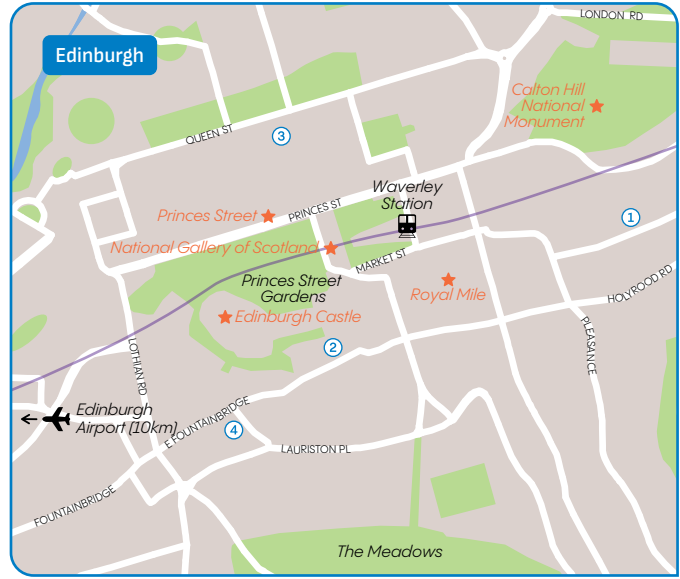 LONDON RD
Edinburgh
Calton Hill
National
Monument
QUEEN ST
3
Waverley
Station
Princes Street
PRINCES ST
1
National Gallery of Scotland
MARKET ST
Princes Street
Gardens
Royal Mile
HOLYROOD RD
Edinburgh Castle
2
PLEASANCE
LOTHIAN RD
Edinburgh
Airport [10km]
E FOUNTAINBRIDGE
4
LAURISTON PL
FOUNTAINBRIDGE
The Meadows